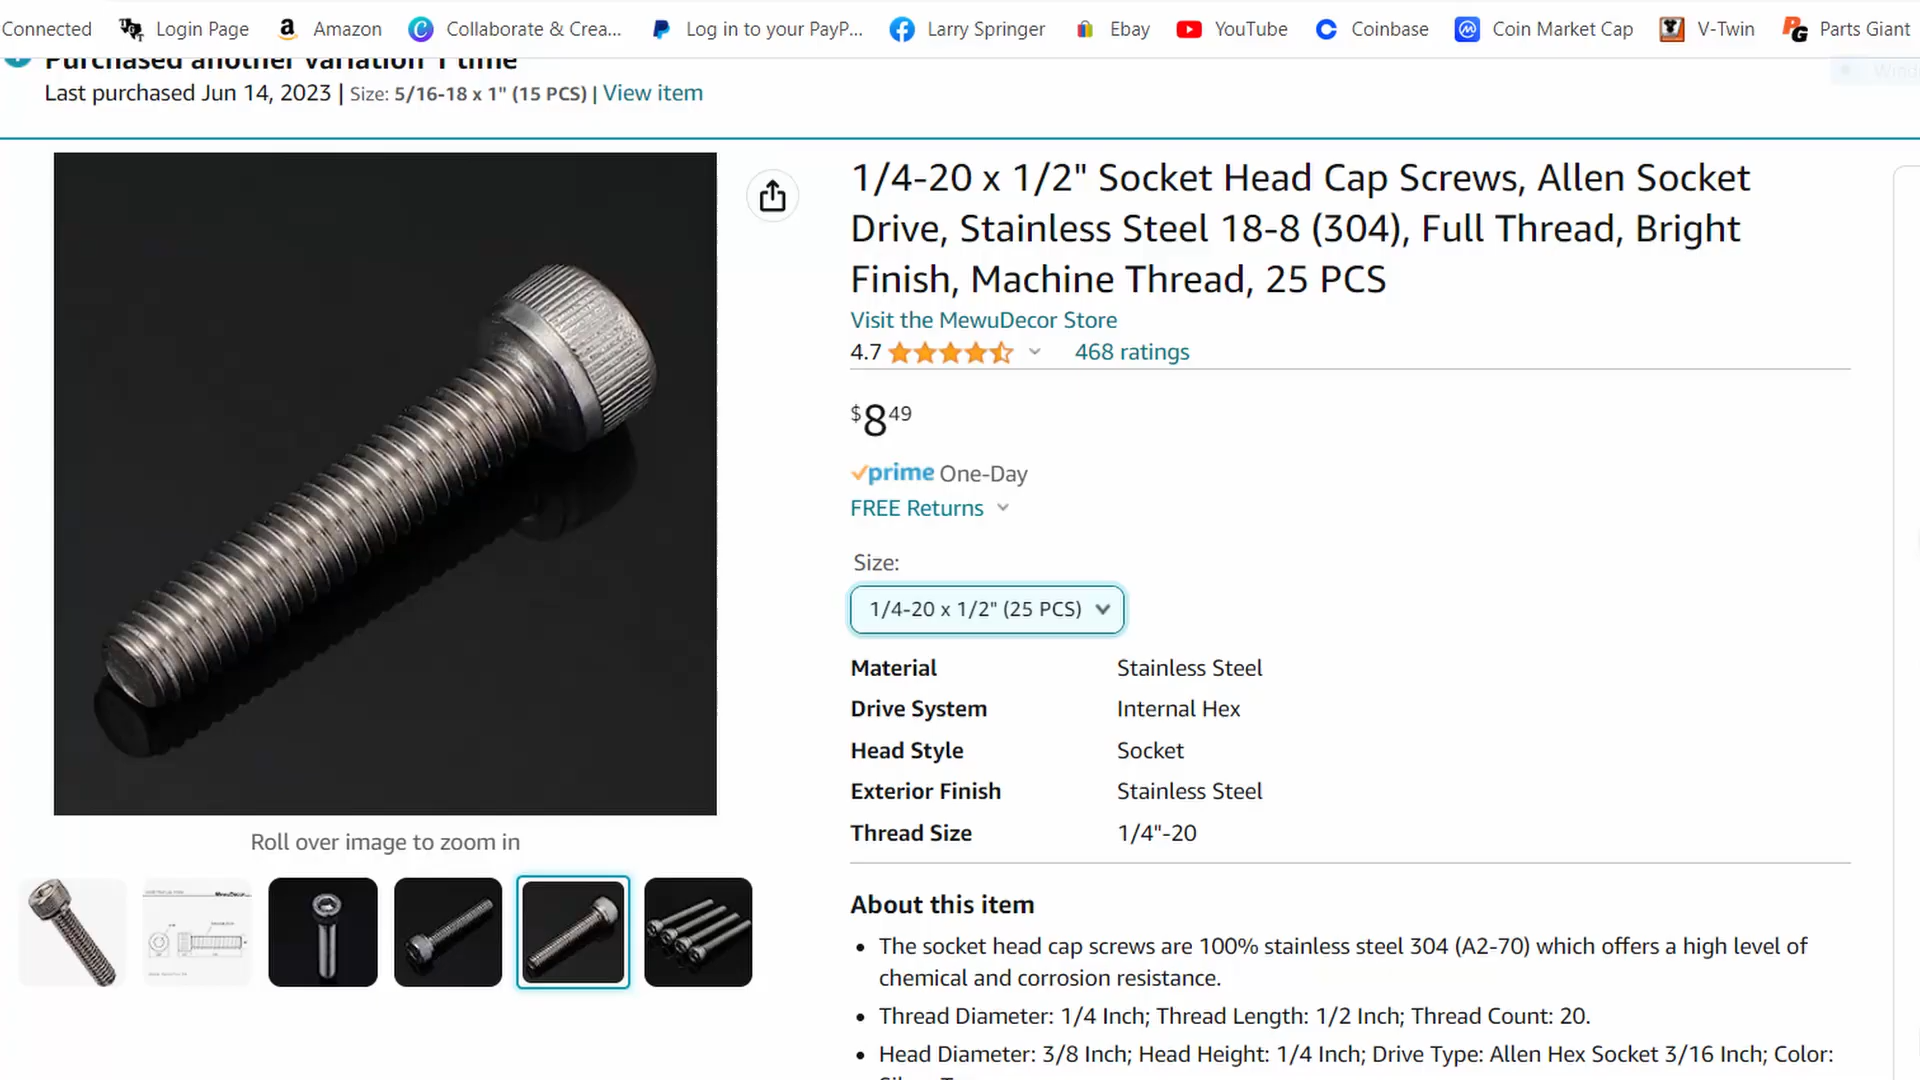 Connected Login Page Amazon Collaborate & Crea... Log in to your PayP... Larry Springer Ebay YouTube Coinbase Coin Market Cap V-Twin Parts Giant
Purchased another variation 1 time
Last purchased Jun 14, 2023 | Size: 5/16-18 x 1" (15 PCS) | View item
1/4-20 x 1/2" Socket Head Cap Screws, Allen Socket
Drive, Stainless Steel 18-8 (304), Full Thread, Bright
Finish, Machine Thread, 25 PCS
Visit the MewuDecor Store
4.7 468 ratings
$8 49
prime One-Day
FREE Returns
Size:
1/4-20 x 1/2" (25 PCS)
Material Stainless Steel
Drive System Internal Hex
Head Style Socket
Exterior Finish Stainless Steel
Thread Size 1/4"-20
Roll over image to zoom in
MewuDecor
About this item
• The socket head cap screws are 100% stainless steel 304 (A2-70) which offers a high level of
chemical and corrosion resistance.
• Thread Diameter: 1/4 Inch; Thread Length: 1/2 Inch; Thread Count: 20.
• Head Diameter: 3/8 Inch; Head Height: 1/4 Inch; Drive Type: Allen Hex Socket 3/16 Inch; Color: